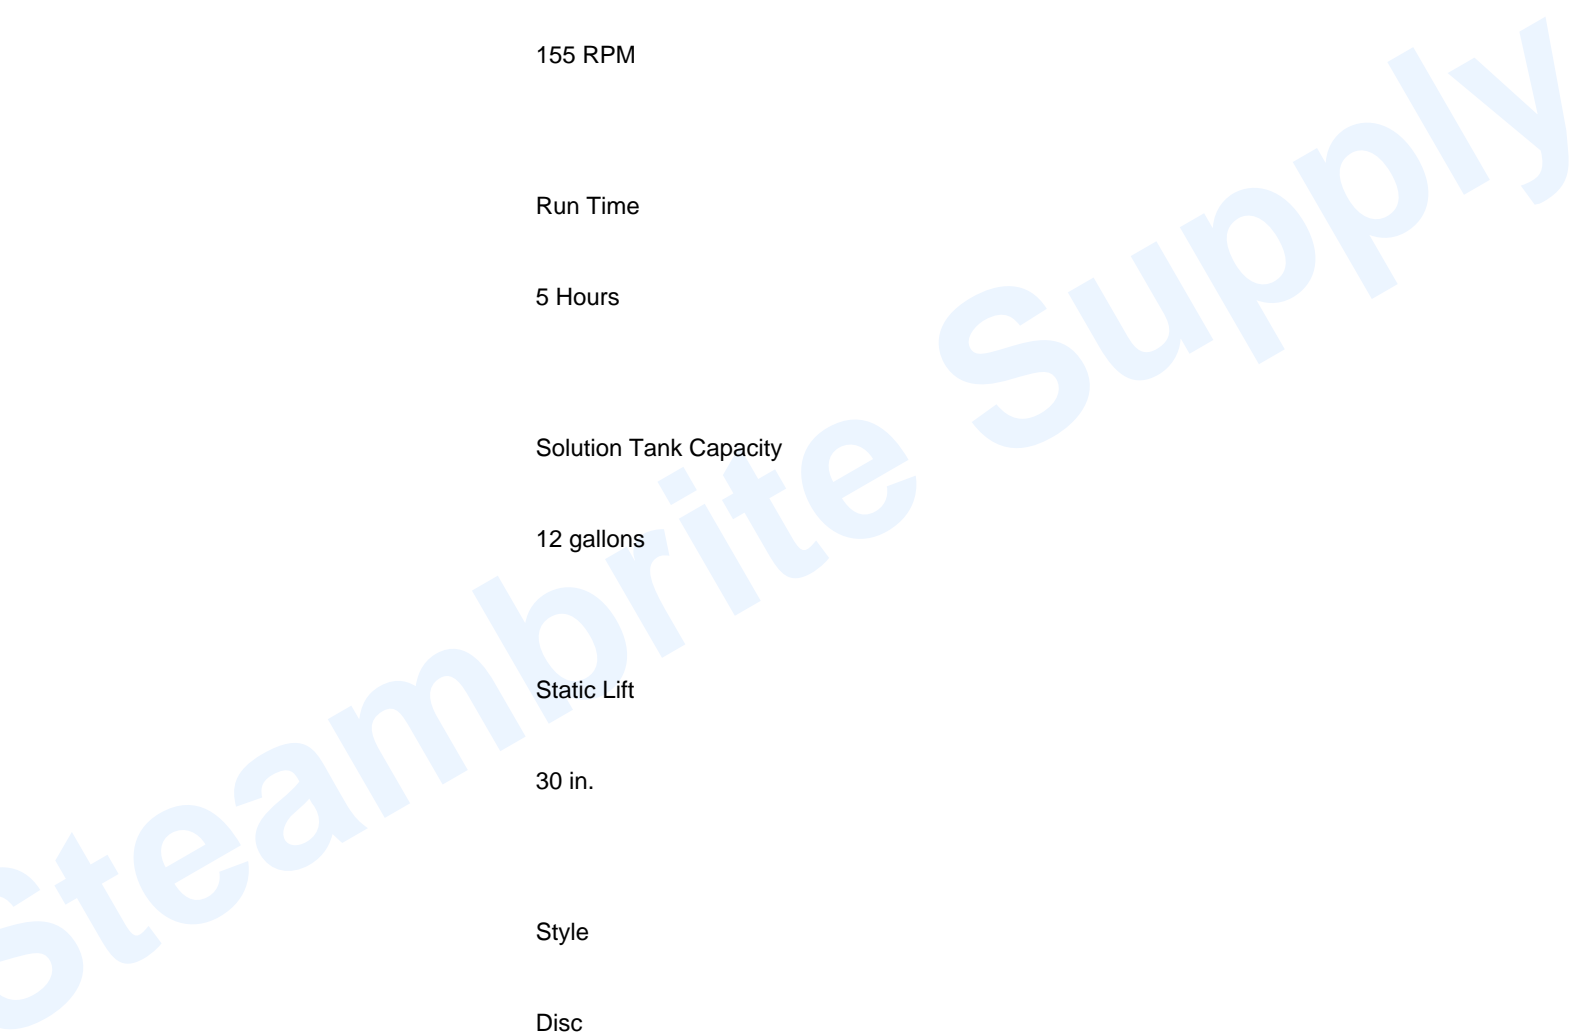 155 RPM
Run Time
5 Hours
Solution Tank Capacity
12 gallons
Static Lift
30 in.
Style
Disc
Steambrite Supply